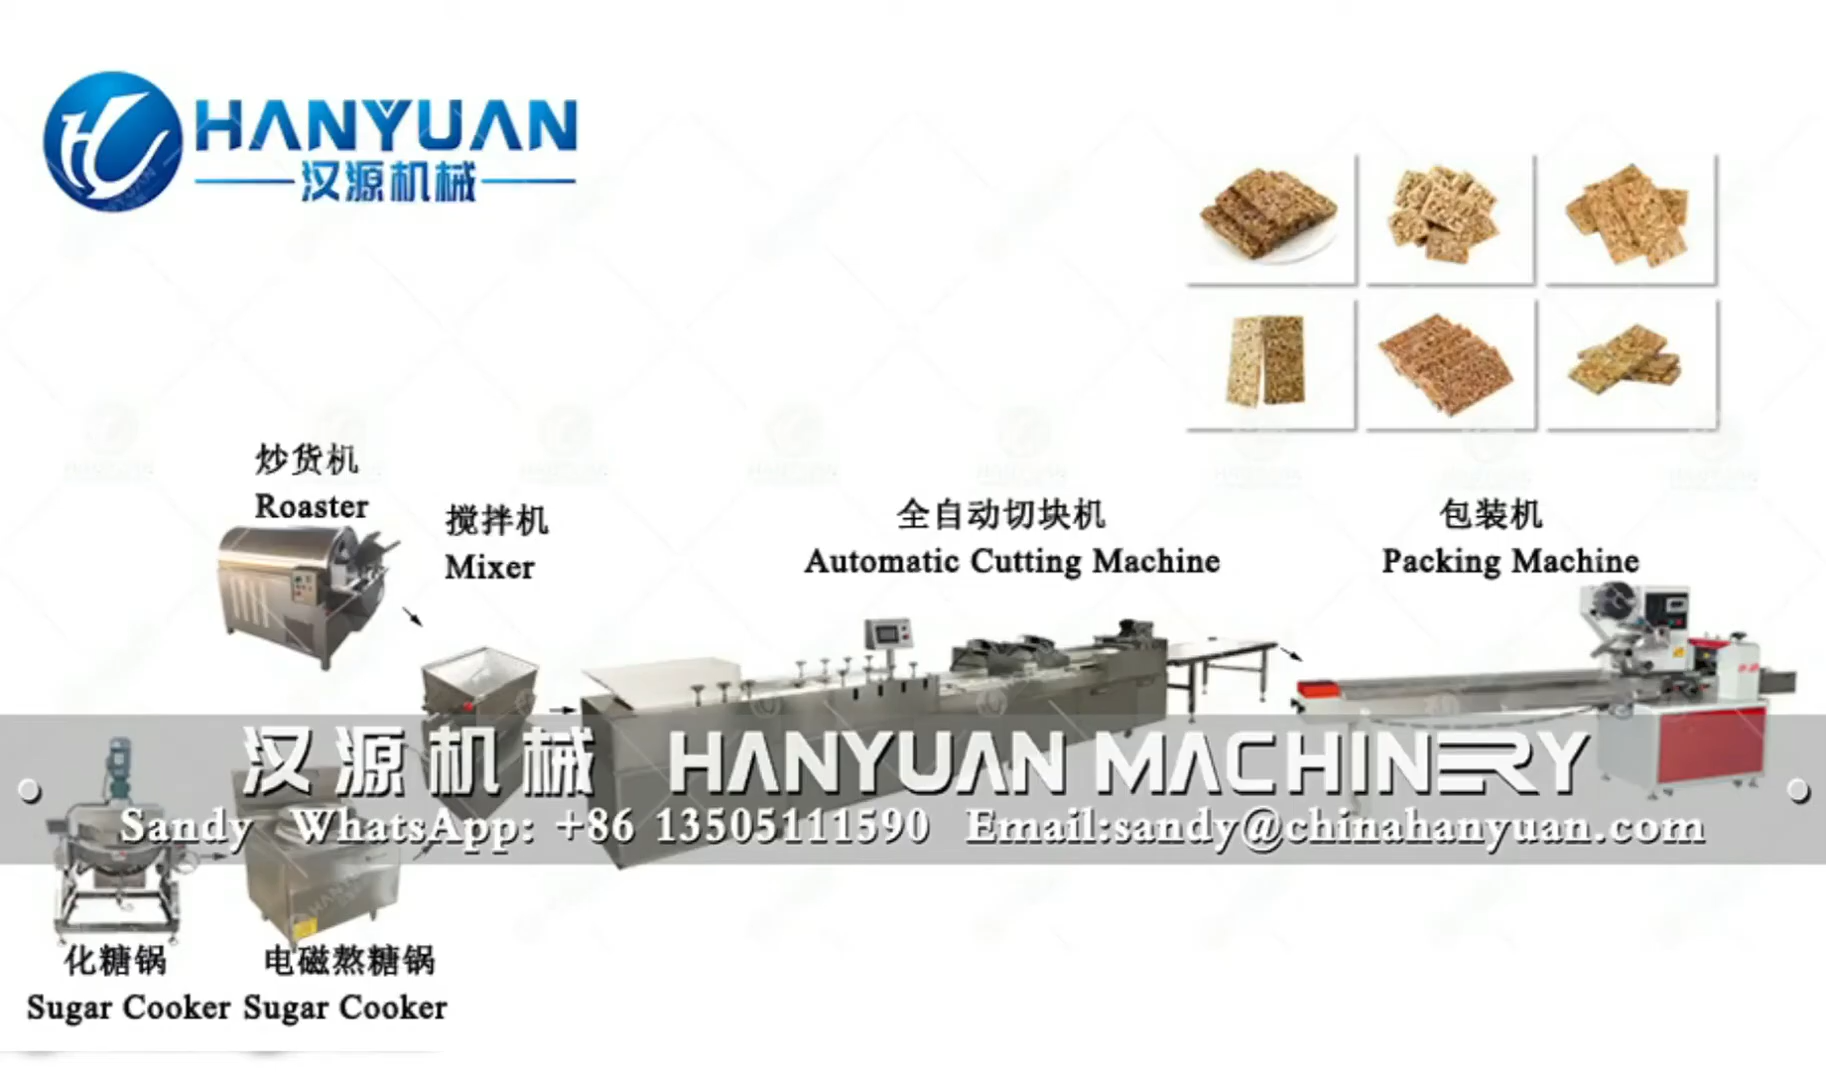 HANYUAN
汉源机械
炒货机
Roaster
搅拌机
Mixer
全自动切块机
Automatic Cutting Machine
包装机
Packing Machine
汉源机械 HANYUAN MACHINERY
Sandy WhatsApp: +86 13505111590 Email:sandy@chinahanyuan.com
化糖锅
Sugar Cooker
电磁熬糖锅
Sugar Cooker